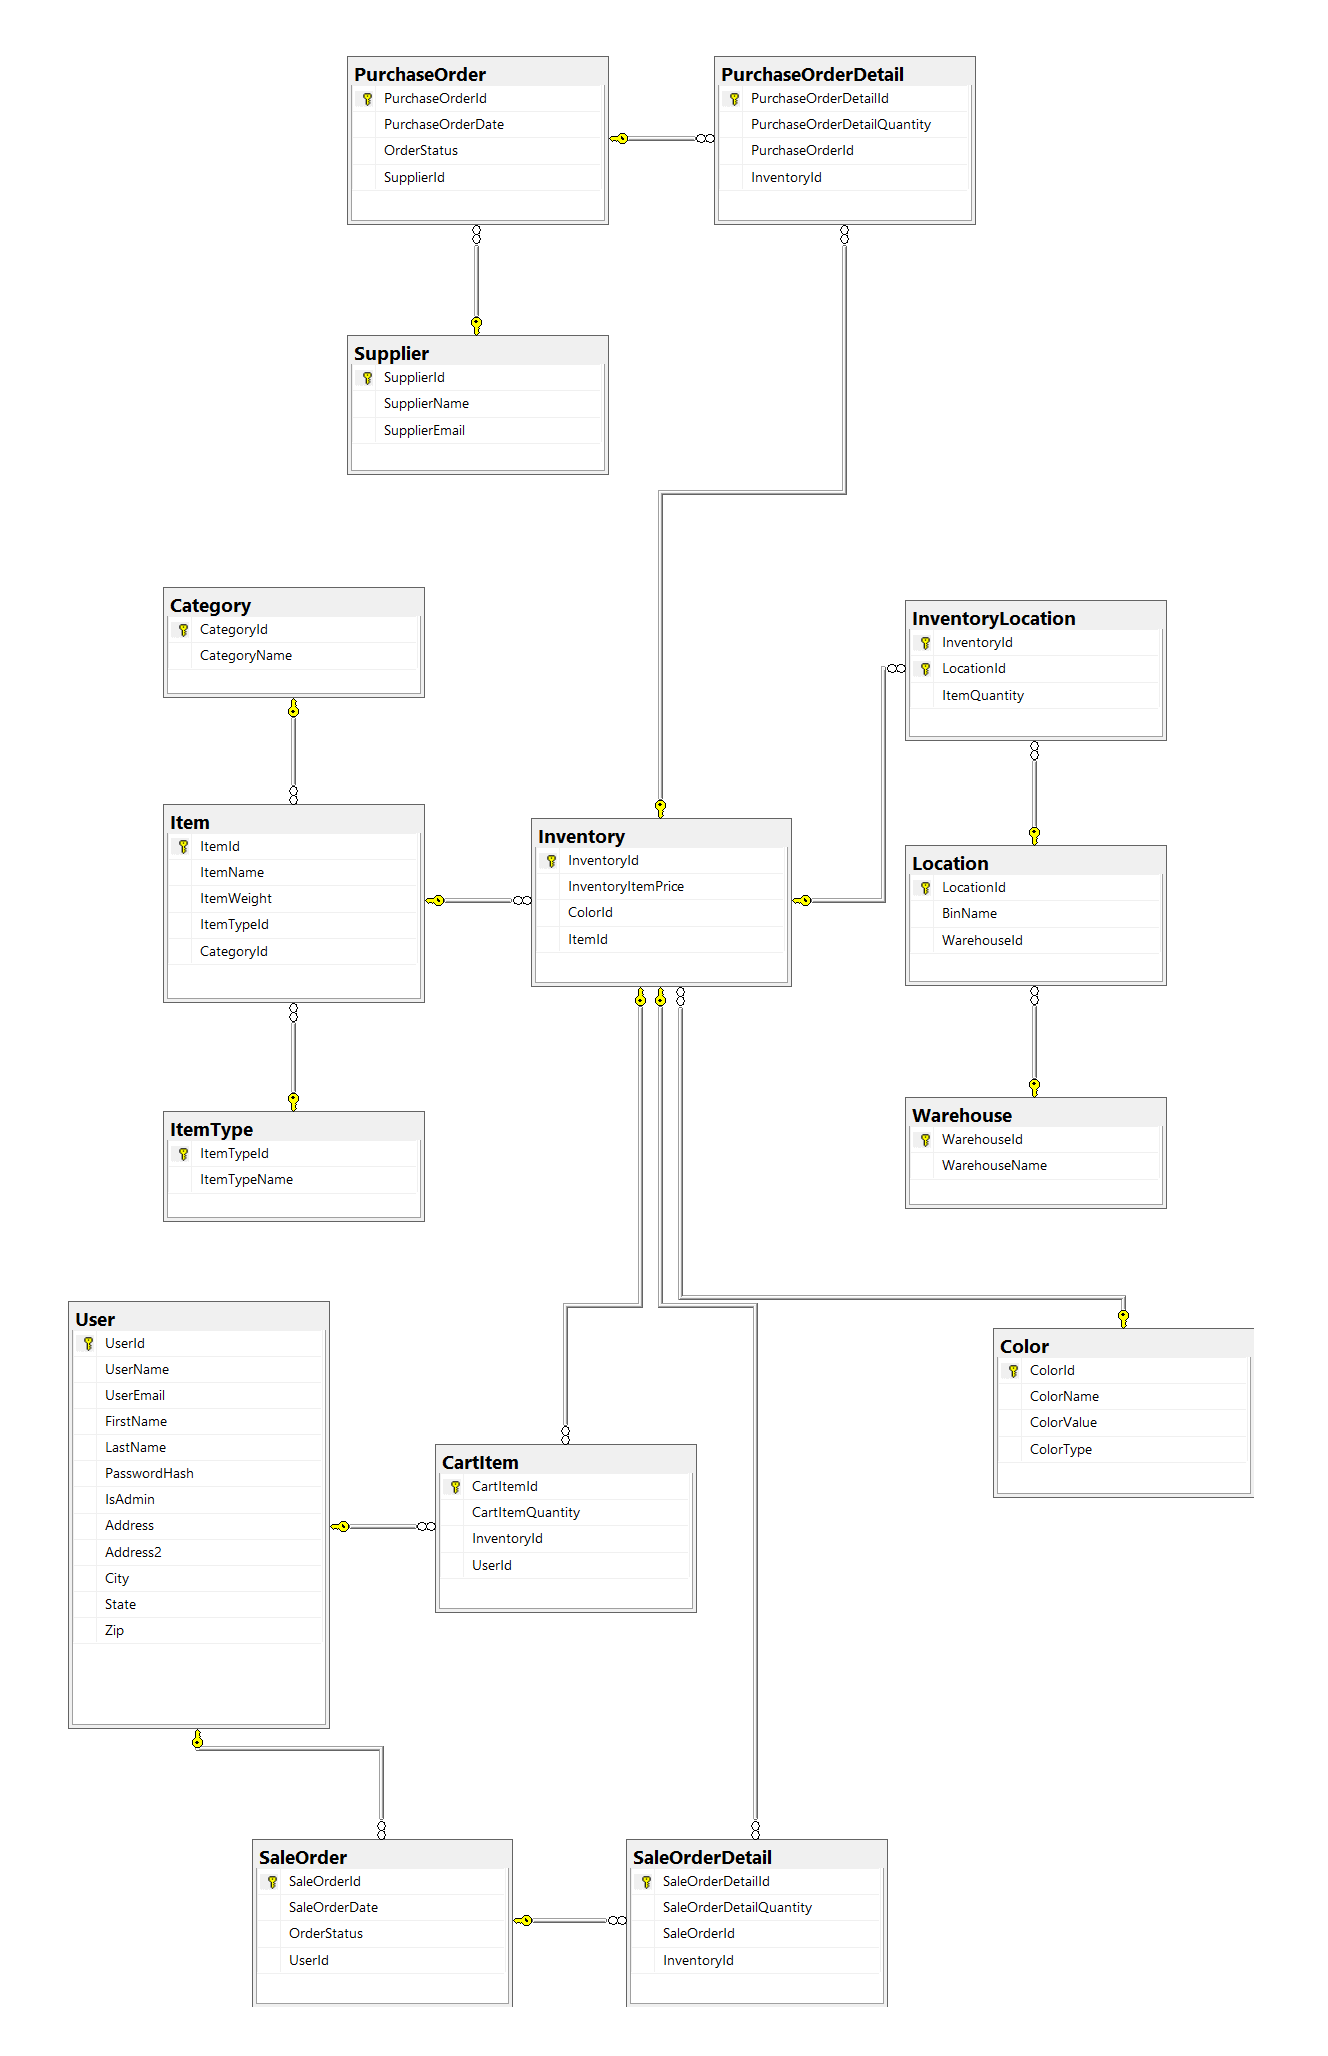 PurchaseOrder
PurchaseOrderId
PurchaseOrderDate
OrderStatus
SupplierId
PurchaseOrderDetail
PurchaseOrderDetailId
PurchaseOrderDetailQuantity
PurchaseOrderId
InventoryId
Supplier
SupplierId
SupplierName
SupplierEmail
Category
CategoryId
CategoryName
InventoryLocation
InventoryId
LocationId
ItemQuantity
Item
ItemId
ItemName
ItemWeight
ItemTypeId
CategoryId
Inventory
InventoryId
InventoryItemPrice
ColorId
ItemId
Location
LocationId
BinName
WarehouseId
ItemType
ItemTypeId
ItemTypeName
Warehouse
WarehouseId
WarehouseName
User
UserId
UserName
UserEmail
FirstName
LastName
PasswordHash
IsAdmin
Address
Address2
City
State
Zip
Color
ColorId
ColorName
ColorValue
ColorType
CartItem
CartItemId
CartItemQuantity
InventoryId
UserId
SaleOrder
SaleOrderId
SaleOrderDate
OrderStatus
UserId
SaleOrderDetail
SaleOrderDetailId
SaleOrderDetailQuantity
SaleOrderId
InventoryId